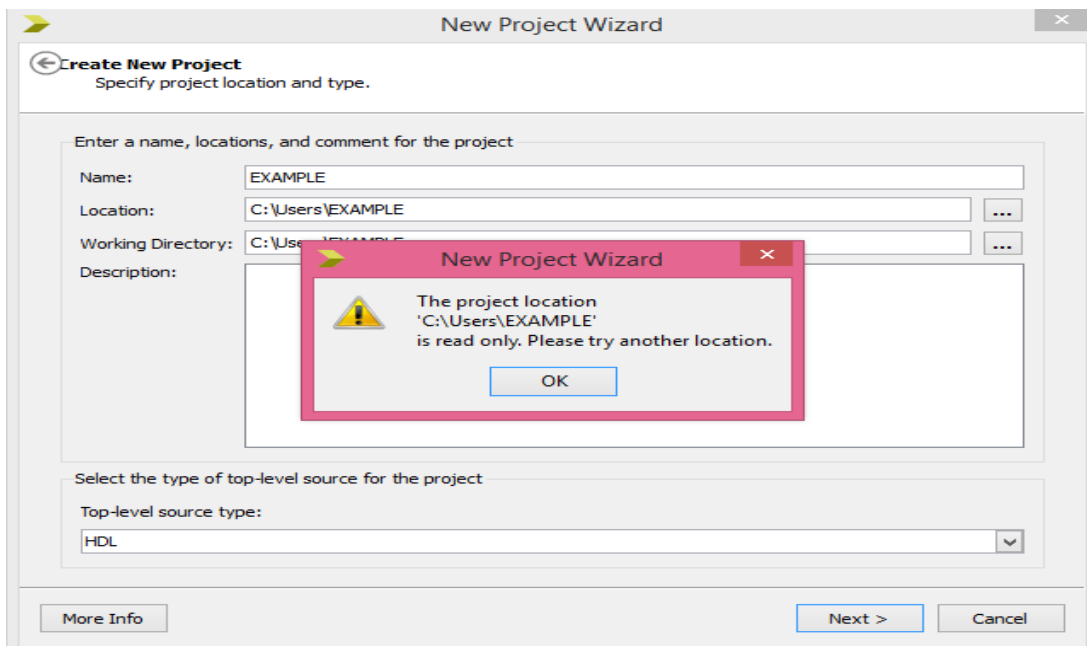 New Project Wizard
Create New Project
Specify project location and type.
Enter a name, locations, and comment for the project
Name:
EXAMPLE
Location:
C:\Users\EXAMPLE
...
Working Directory:
C:\Use
...
Description:
New Project Wizard
The project location
'C:\Users\EXAMPLE'
is read only. Please try another location.
OK
Select the type of top-level source for the project
Top-level source type:
HDL
More Info
Next >
Cancel